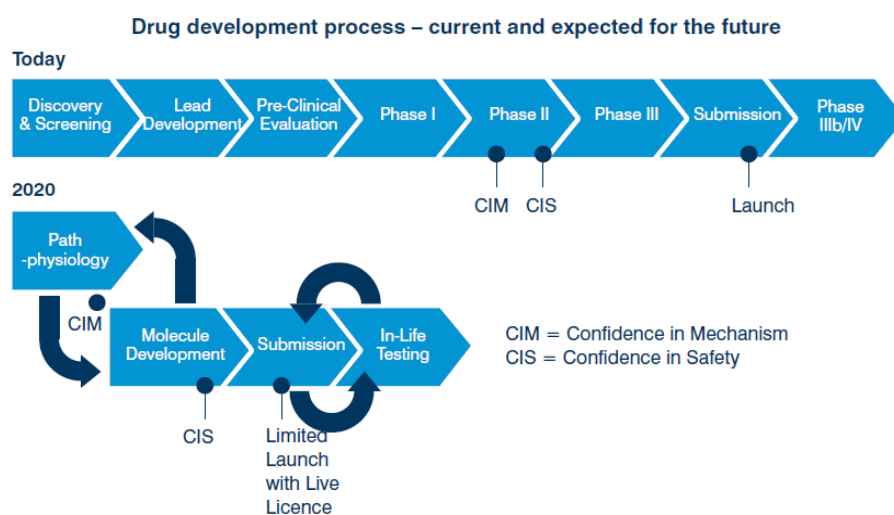 Drug development process – current and expected for the future
Today
Discovery
& Screening
Lead
Development
Pre-Clinical
Evaluation
Phase I
Phase II
Phase III
Submission
Phase
IIIb/IV
CIM
CIS
Launch
2020
Path
-physiology
CIM
Molecule
Development
Submission
In-Life
Testing
CIM = Confidence in Mechanism
CIS = Confidence in Safety
CIS
Limited
Launch
with Live
Licence